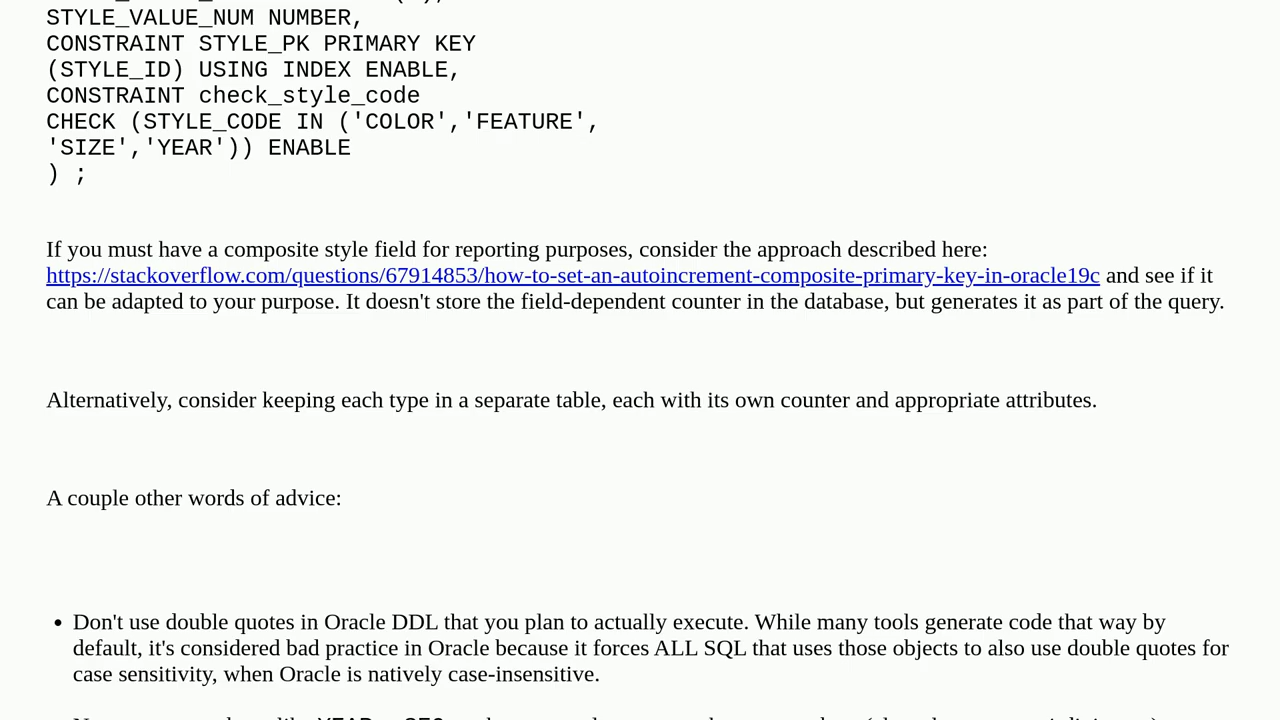 STYLE_VALUE_NUM NUMBER,
CONSTRAINT STYLE_PK PRIMARY KEY
(STYLE_ID) USING INDEX ENABLE,
CONSTRAINT check_style_code
CHECK (STYLE_CODE IN ('COLOR','FEATURE',
'SIZE','YEAR')) ENABLE
) ;
If you must have a composite style field for reporting purposes, consider the approach described here:
https://stackoverflow.com/questions/67914853/how-to-set-an-autoincrement-composite-primary-key-in-oracle19c and see if it
can be adapted to your purpose. It doesn't store the field-dependent counter in the database, but generates it as part of the query.
Alternatively, consider keeping each type in a separate table, each with its own counter and appropriate attributes.
A couple other words of advice:
• Don't use double quotes in Oracle DDL that you plan to actually execute. While many tools generate code that way by
default, it's considered bad practice in Oracle because it forces ALL SQL that uses those objects to also use double quotes for
case sensitivity, when Oracle is natively case-insensitive.